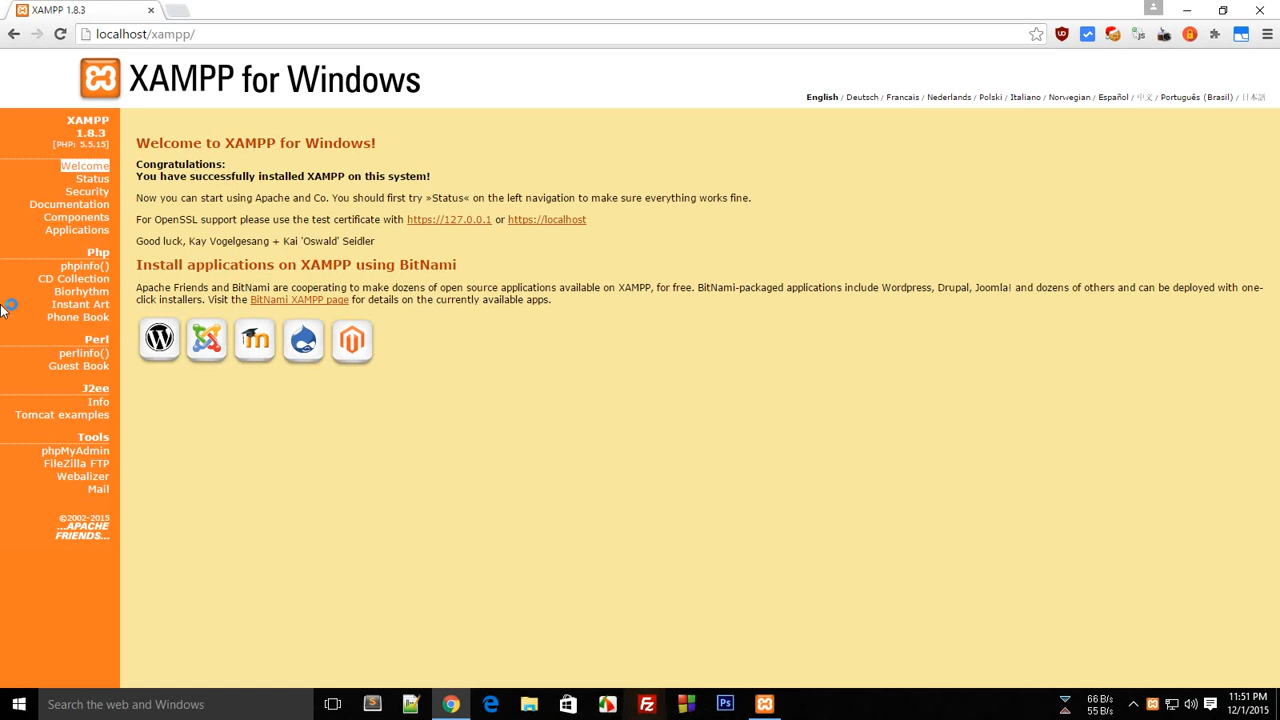 XAMPP 1.8.3
localhost/xampp/
XAMPP for Windows
English / Deutsch / Francais / Nederlands / Polski / Italiano / Norwegian / Español / 中文 / Português (Brasil) / 日本語
XAMPP
1.8.3
[PHP: 5.5.15]
Welcome
Status
Security
Documentation
Components
Applications
Php
phpinfo()
CD Collection
Biorhythm
Instant Art
Phone Book
Perl
perlinfo()
Guest Book
J2ee
Info
Tomcat examples
Tools
phpMyAdmin
FileZilla FTP
Webalizer
Mail
©2002-2015
...APACHE
FRIENDS...
Welcome to XAMPP for Windows!
Congratulations:
You have successfully installed XAMPP on this system!
Now you can start using Apache and Co. You should first try »Status« on the left navigation to make sure everything works fine.
For OpenSSL support please use the test certificate with https://127.0.0.1 or https://localhost
Good luck, Kay Vogelgesang + Kai 'Oswald' Seidler
Install applications on XAMPP using BitNami
Apache Friends and BitNami are cooperating to make dozens of open source applications available on XAMPP, for free. BitNami-packaged applications include Wordpress, Drupal, Joomla! and dozens of others and can be deployed with one-
click installers. Visit the BitNami XAMPP page for details on the currently available apps.
Search the web and Windows
Ps
66 B/s
55 B/s
11:51 PM
12/1/2015